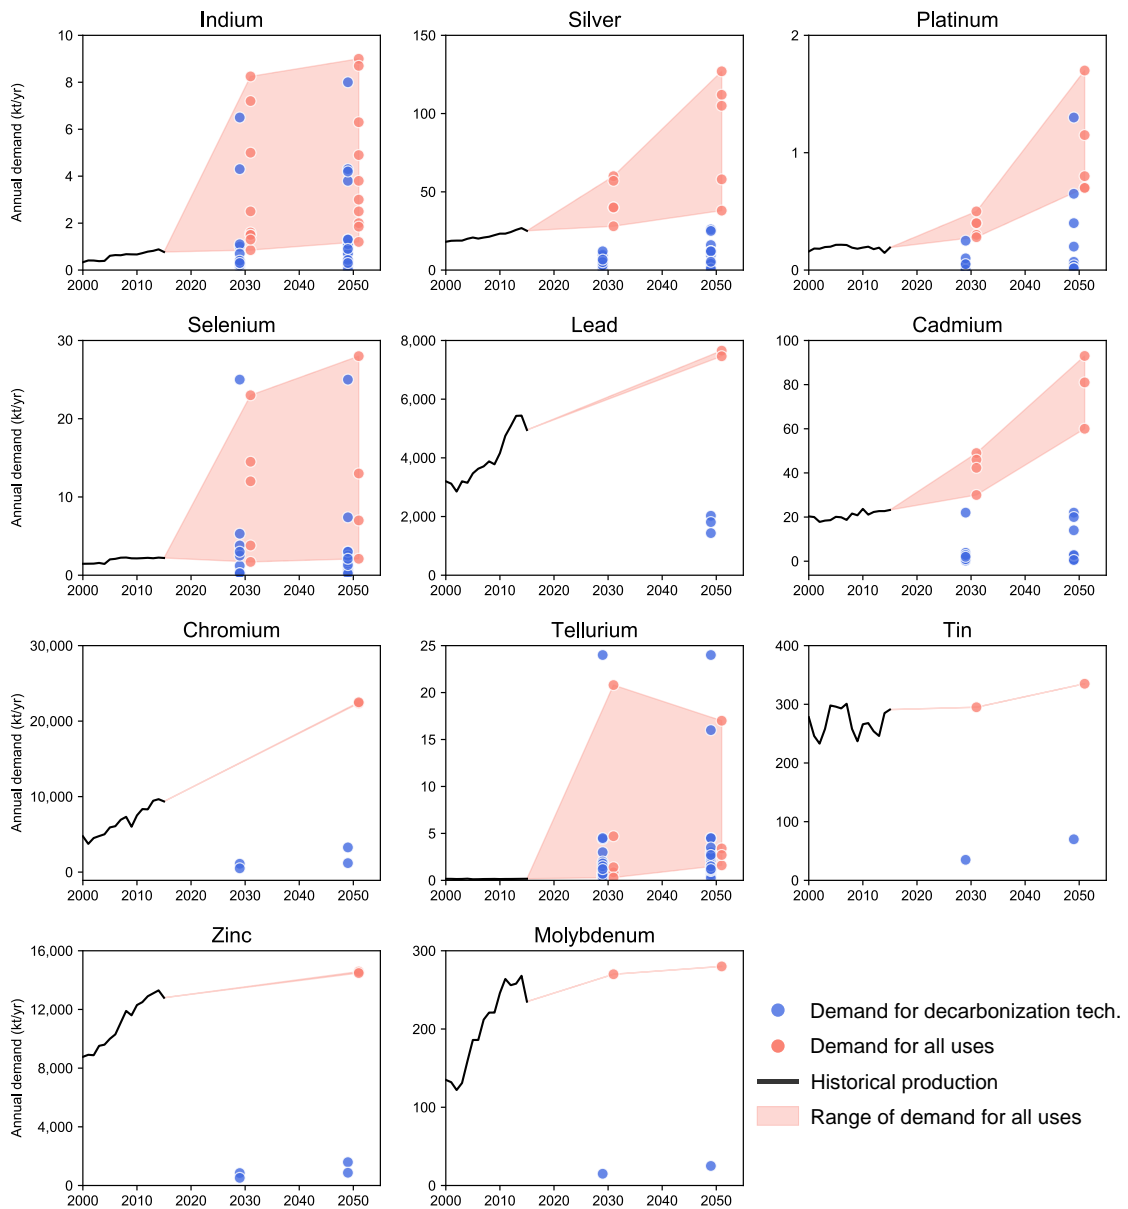 Indium
Silver
Platinum
Annual demand (kt/yr)
10
8
6
4
2
0
2000 2010 2020 2030 2040 2050
150
100
50
0
2000 2010 2020 2030 2040 2050
2
1
0
2000 2010 2020 2030 2040 2050
Selenium
Lead
Cadmium
Annual demand (kt/yr)
30
20
10
0
2000 2010 2020 2030 2040 2050
8,000
6,000
4,000
2,000
0
2000 2010 2020 2030 2040 2050
100
80
60
40
20
0
2000 2010 2020 2030 2040 2050
Chromium
Tellurium
Tin
Annual demand (kt/yr)
30,000
20,000
10,000
0
2000 2010 2020 2030 2040 2050
25
20
15
10
5
0
2000 2010 2020 2030 2040 2050
400
300
200
100
0
2000 2010 2020 2030 2040 2050
Zinc
Molybdenum
Annual demand (kt/yr)
16,000
12,000
8,000
4,000
0
2000 2010 2020 2030 2040 2050
300
200
100
0
2000 2010 2020 2030 2040 2050
Demand for decarbonization tech.
Demand for all uses
Historical production
Range of demand for all uses